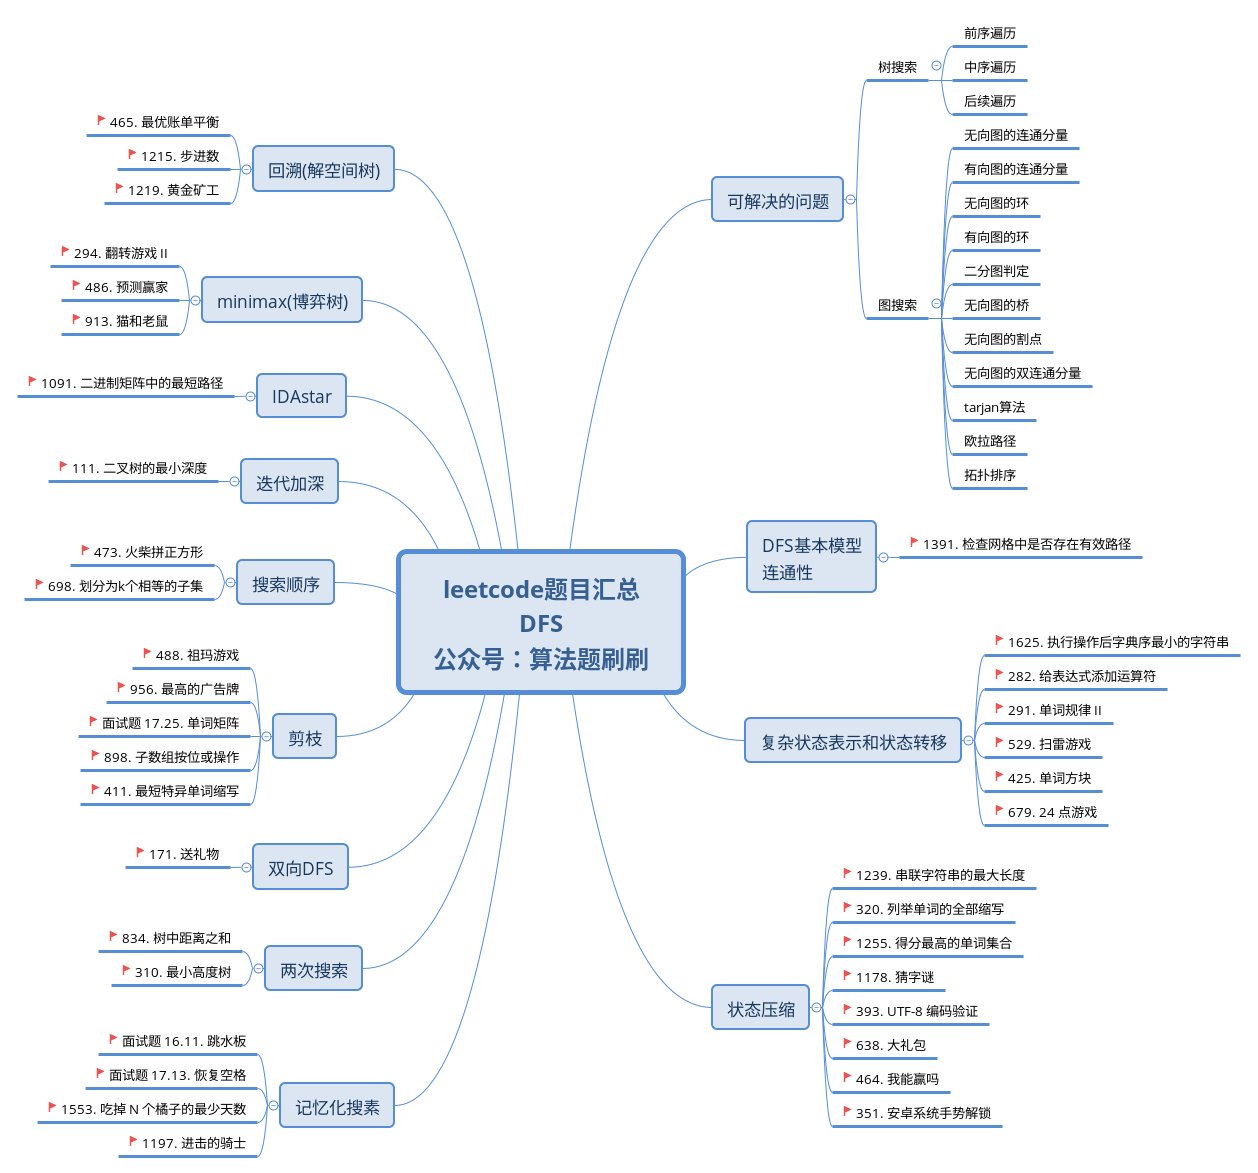 leetcode题目汇总
DFS
公众号：算法题刷刷
可解决的问题
树搜索
前序遍历
中序遍历
后续遍历
图搜索
无向图的连通分量
有向图的连通分量
无向图的环
有向图的环
二分图判定
无向图的桥
无向图的割点
无向图的双连通分量
tarjan算法
欧拉路径
拓扑排序
DFS基本模型
连通性
1391. 检查网格中是否存在有效路径
复杂状态表示和状态转移
1625. 执行操作后字典序最小的字符串
282. 给表达式添加运算符
291. 单词规律 II
529. 扫雷游戏
425. 单词方块
679. 24 点游戏
状态压缩
1239. 串联字符串的最大长度
320. 列举单词的全部缩写
1255. 得分最高的单词集合
1178. 猜字谜
393. UTF-8 编码验证
638. 大礼包
464. 我能赢吗
351. 安卓系统手势解锁
回溯(解空间树)
465. 最优账单平衡
1215. 步进数
1219. 黄金矿工
minimax(博弈树)
294. 翻转游戏 II
486. 预测赢家
913. 猫和老鼠
IDAstar
1091. 二进制矩阵中的最短路径
迭代加深
111. 二叉树的最小深度
搜索顺序
473. 火柴拼正方形
698. 划分为k个相等的子集
剪枝
488. 祖玛游戏
956. 最高的广告牌
面试题 17.25. 单词矩阵
898. 子数组按位或操作
411. 最短特异单词缩写
双向DFS
171. 送礼物
两次搜索
834. 树中距离之和
310. 最小高度树
记忆化搜素
面试题 16.11. 跳水板
面试题 17.13. 恢复空格
1553. 吃掉 N 个橘子的最少天数
1197. 进击的骑士